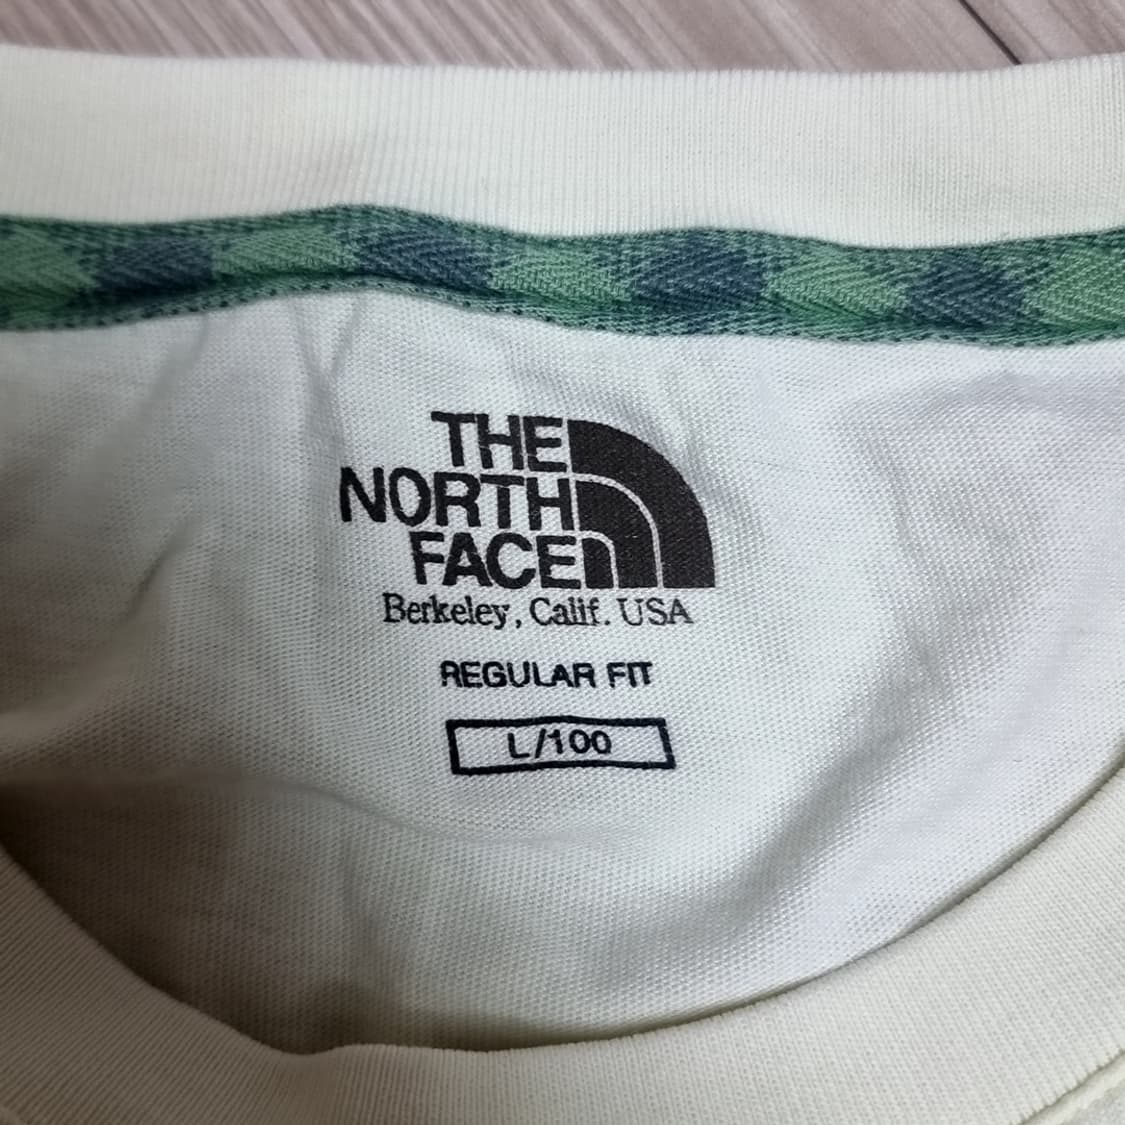 THE
NORTH
FACE
Berkeley, Calif. USA
REGULAR FIT
L/100